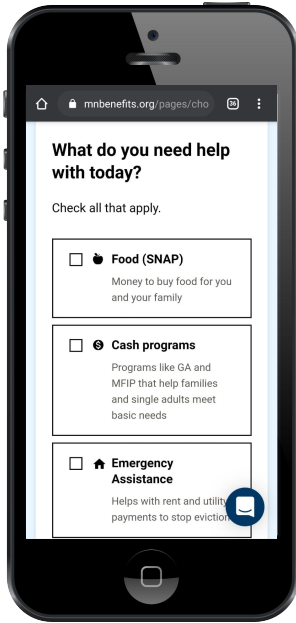 mnbenefits.org/pages/cho
36
What do you need help
with today?
Check all that apply.
Food (SNAP)
Money to buy food for you
and your family
Cash programs
Programs like GA and
MFIP that help families
and single adults meet
basic needs
Emergency
Assistance
Helps with rent and utility
payments to stop eviction